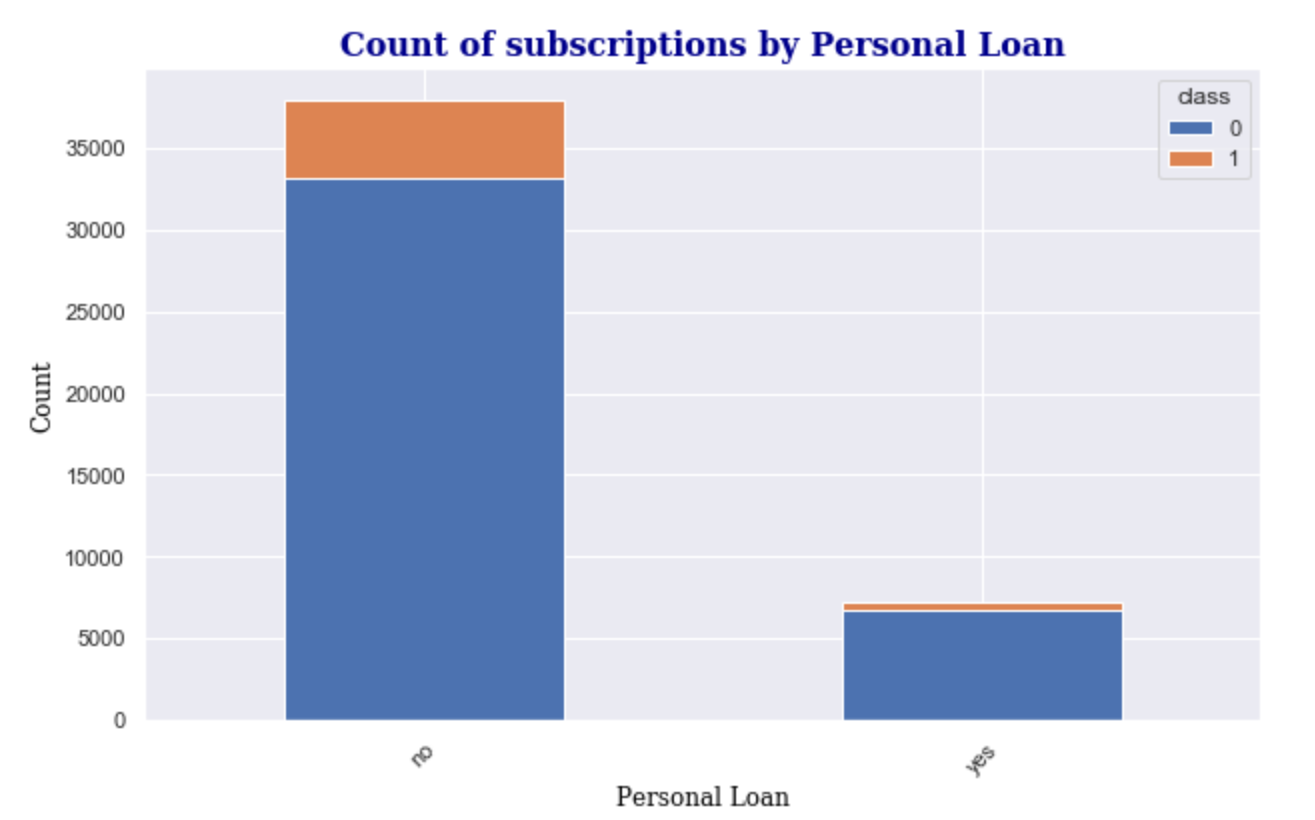 Count of subscriptions by Personal Loan
class
0
1
35000
30000
25000
20000
15000
10000
5000
0
Count
no
yes
Personal Loan